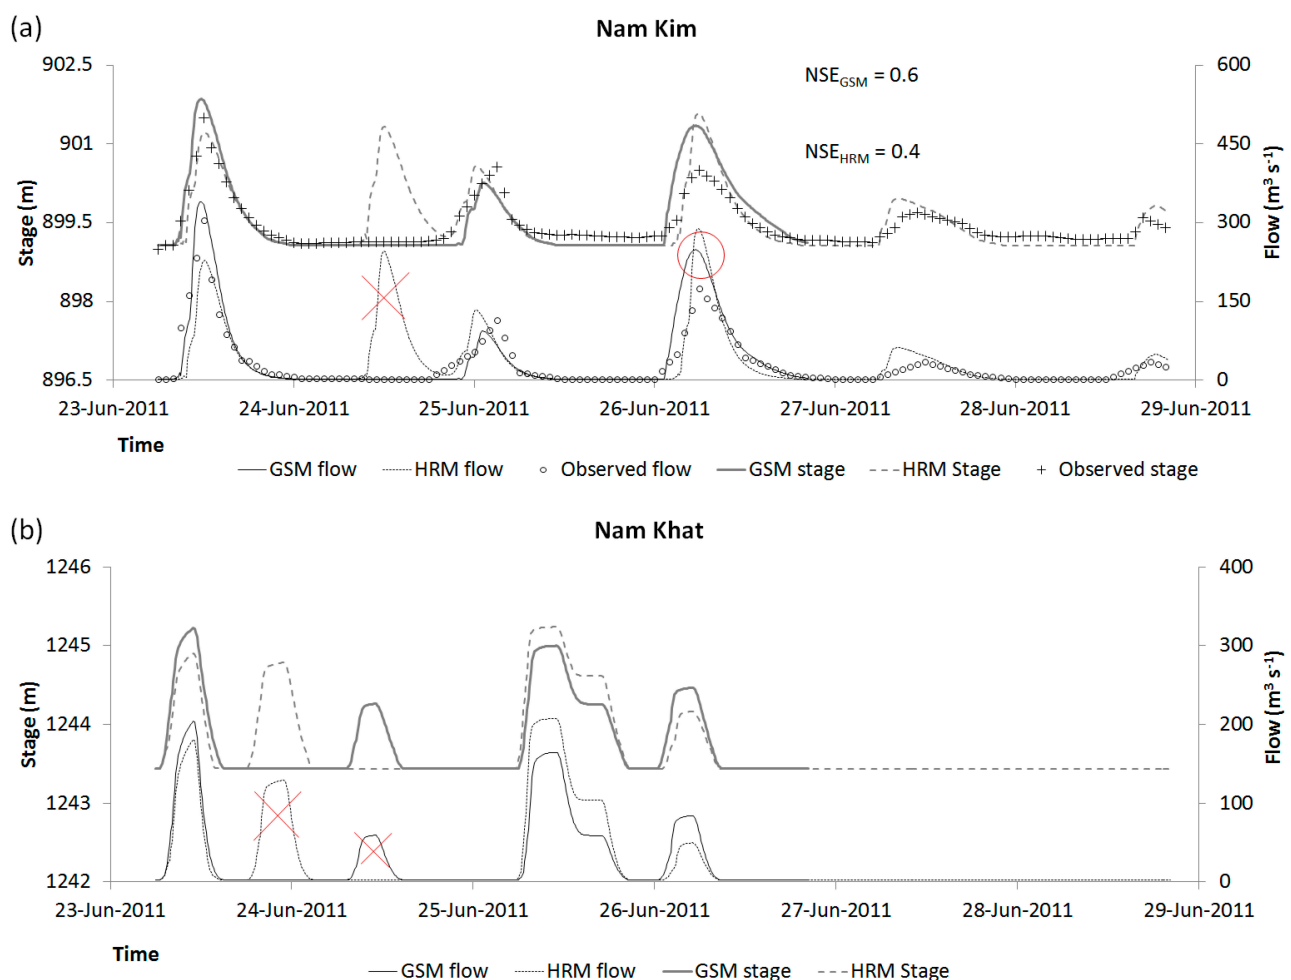 (a)
Nam Kim
902.5
901
899.5
898
896.5
Stage (m)
600
450
300
150
0
Flow (m³ s⁻¹)
NSE_GSM = 0.6
NSE_HRM = 0.4
23-Jun-2011 24-Jun-2011 25-Jun-2011 26-Jun-2011 27-Jun-2011 28-Jun-2011 29-Jun-2011
Time
GSM flow HRM flow Observed flow GSM stage HRM Stage Observed stage
(b)
Nam Khat
1246
1245
1244
1243
1242
Stage (m)
400
300
200
100
0
Flow (m³ s⁻¹)
23-Jun-2011 24-Jun-2011 25-Jun-2011 26-Jun-2011 27-Jun-2011 28-Jun-2011 29-Jun-2011
Time
GSM flow HRM flow GSM stage HRM Stage